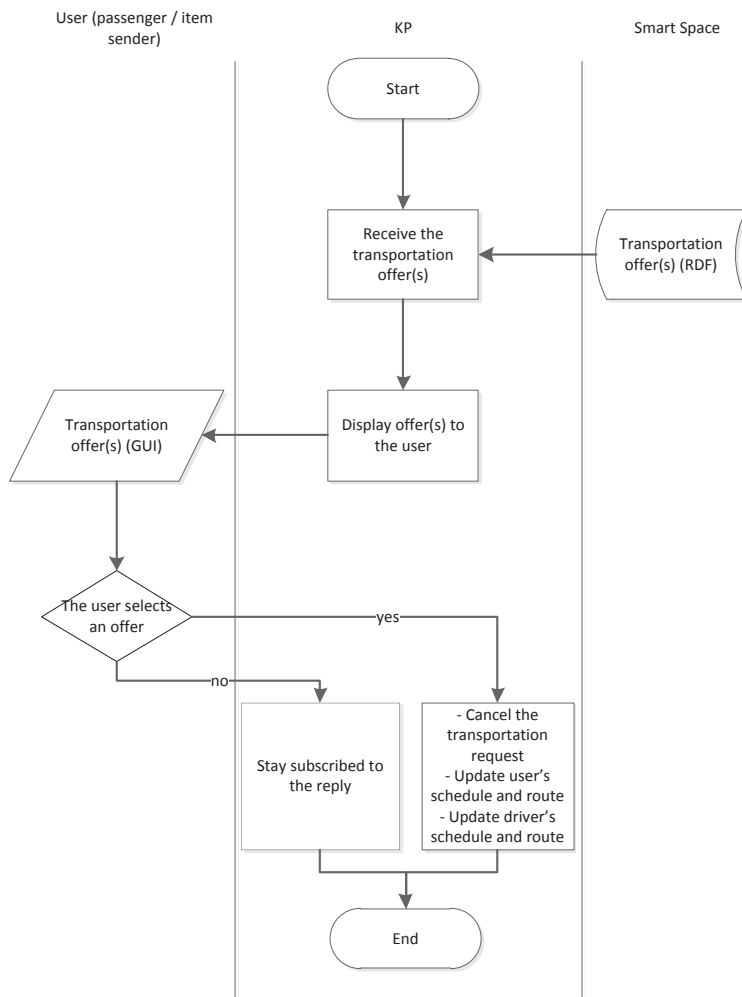 User (passenger / item
sender)
KP
Smart Space
Start
Receive the
transportation
offer(s)
Transportation
offer(s) (RDF)
Transportation
offer(s) (GUI)
Display offer(s) to
the user
The user selects
an offer
yes
no
Stay subscribed to
the reply
- Cancel the
transportation
request
- Update user's
schedule and route
- Update driver's
schedule and route
End